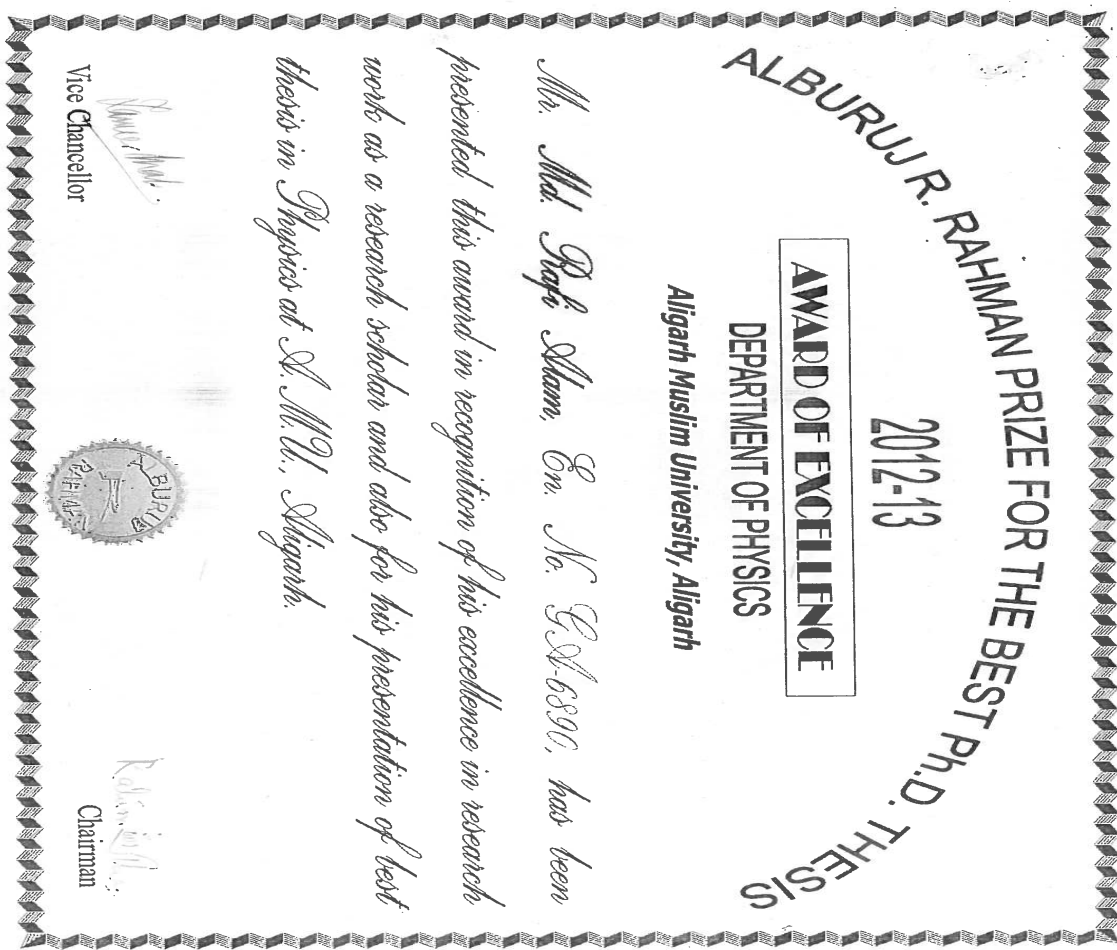 ALBURUJ R. RAHMAN PRIZE FOR THE BEST Ph.D. THESIS
2012-13
AWARD OF EXCELLENCE
DEPARTMENT OF PHYSICS
Aligarh Muslim University, Aligarh
Mr. Md. Rafi Alam, En. No. GA-6890, has been
presented this award in recognition of his excellence in research
work as a research scholar and also for his presentation of best
thesis in Physics at A. M.U., Aligarh.
ALBURUJ
RAHMAN
Vice Chancellor
Chairman